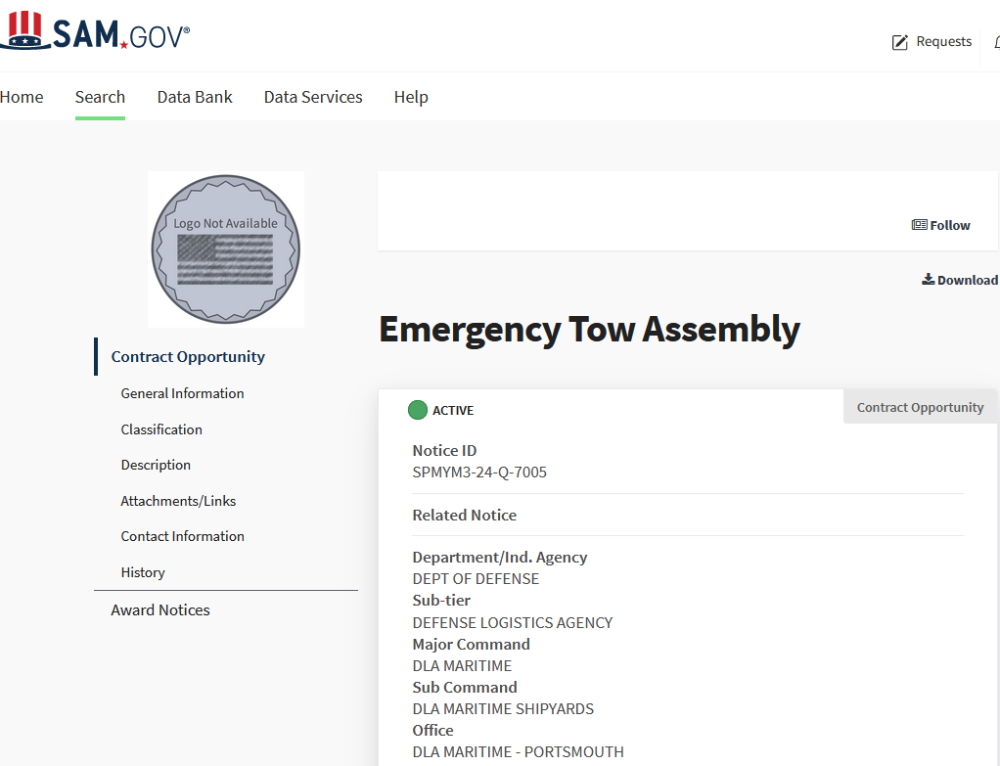 SAM.GOV®
Requests
Home Search Data Bank Data Services Help
Logo Not Available
Follow
Download
Emergency Tow Assembly
Contract Opportunity
General Information
Classification
Description
Attachments/Links
Contact Information
History
Award Notices
ACTIVE
Contract Opportunity
Notice ID
SPMYM3-24-Q-7005
Related Notice
Department/Ind. Agency
DEPT OF DEFENSE
Sub-tier
DEFENSE LOGISTICS AGENCY
Major Command
DLA MARITIME
Sub Command
DLA MARITIME SHIPYARDS
Office
DLA MARITIME - PORTSMOUTH